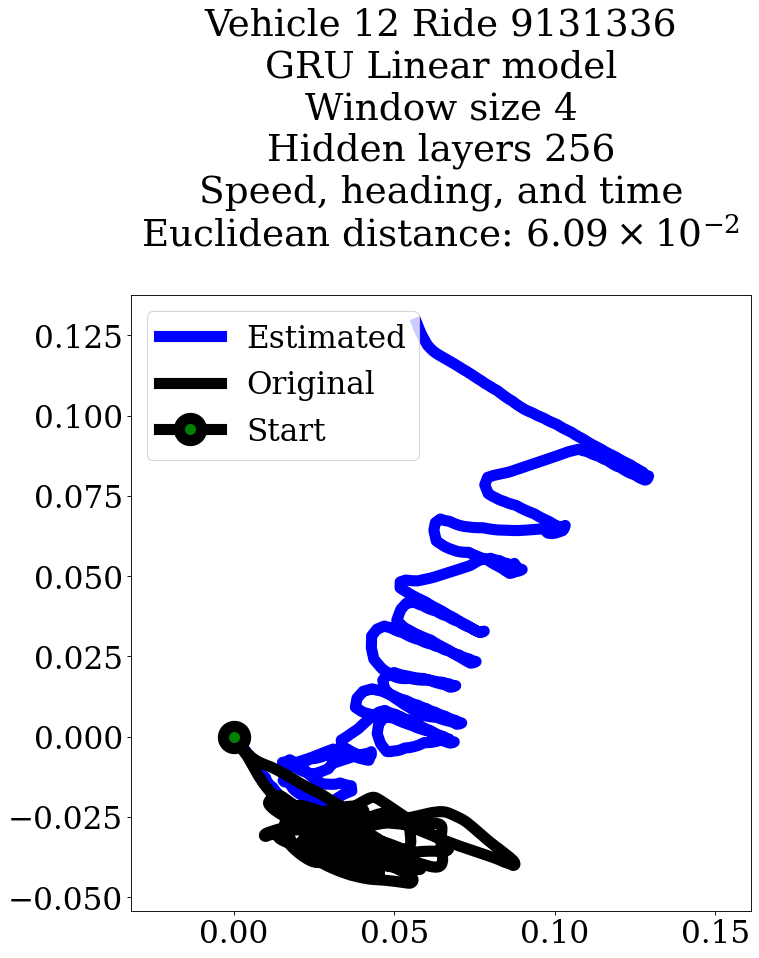 Vehicle 12 Ride 9131336
GRU Linear model
Window size 4
Hidden layers 256
Speed, heading, and time
Euclidean distance: 6.09 × 10⁻²
Estimated
Original
Start
0.125
0.100
0.075
0.050
0.025
0.000
−0.025
−0.050
0.00 0.05 0.10 0.15